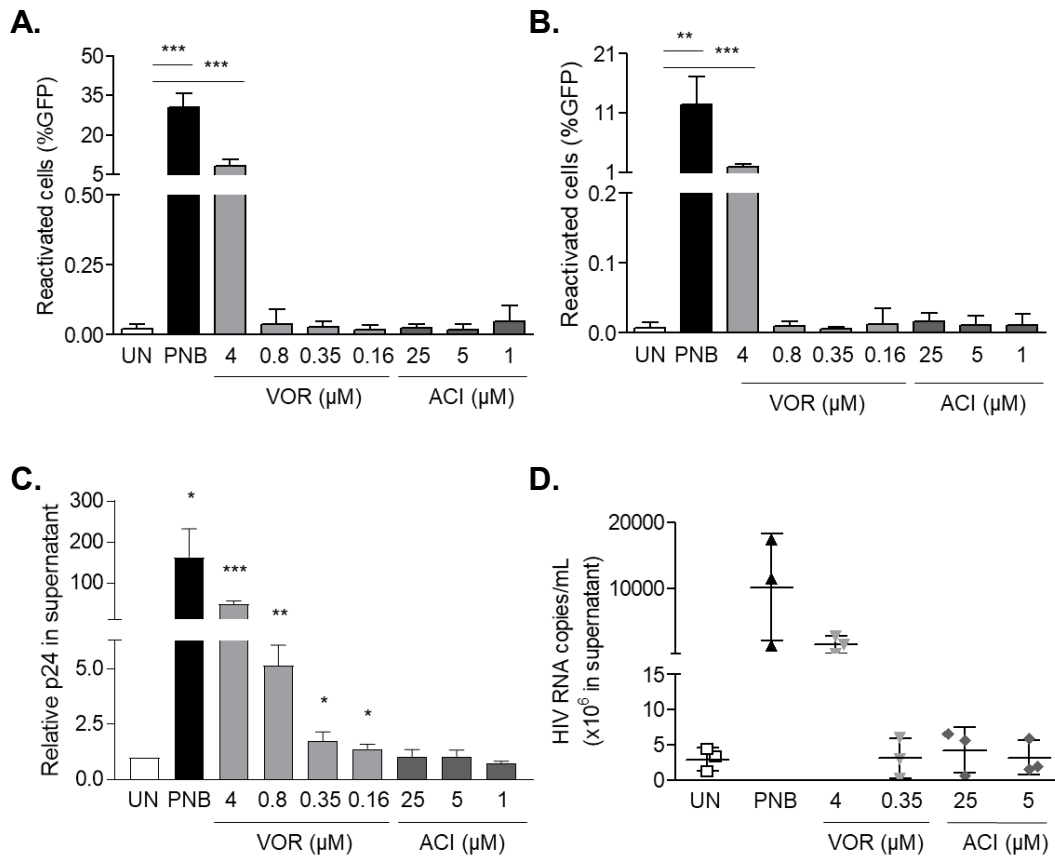 A.
Reactivated cells (%GFP)
50
35
20
5
0.50
0.25
0.00
***
***
UN PNB 4 0.8 0.35 0.16 25 5 1
VOR (µM) ACI (µM)
B.
Reactivated cells (%GFP)
21
11
1
0.2
0.1
0.0
**
***
UN PNB 4 0.8 0.35 0.16 25 5 1
VOR (µM) ACI (µM)
C.
Relative p24 in supernatant
300
200
100
5.0
2.5
0.0
*
***
**
*
*
UN PNB 4 0.8 0.35 0.16 25 5 1
VOR (µM) ACI (µM)
D.
HIV RNA copies/mL
(x10⁶ in supernatant)
20000
10000
15
10
5
0
UN PNB 4 0.35 25 5
VOR (µM) ACI (µM)